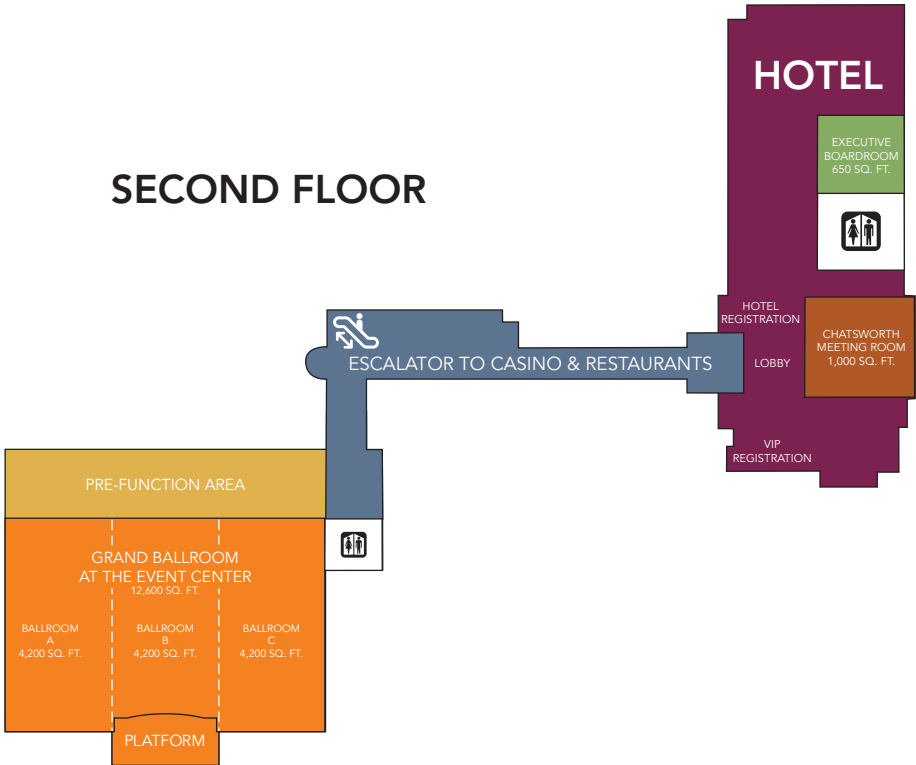 HOTEL
EXECUTIVE
BOARDROOM
650 SQ. FT.
SECOND FLOOR
HOTEL
REGISTRATION
CHATSWORTH
MEETING ROOM
1,000 SQ. FT.
ESCALATOR TO CASINO & RESTAURANTS
LOBBY
VIP
REGISTRATION
PRE-FUNCTION AREA
GRAND BALLROOM
AT THE EVENT CENTER
12,600 SQ. FT.
BALLROOM
A
4,200 SQ. FT.
BALLROOM
B
4,200 SQ. FT.
BALLROOM
C
4,200 SQ. FT.
PLATFORM